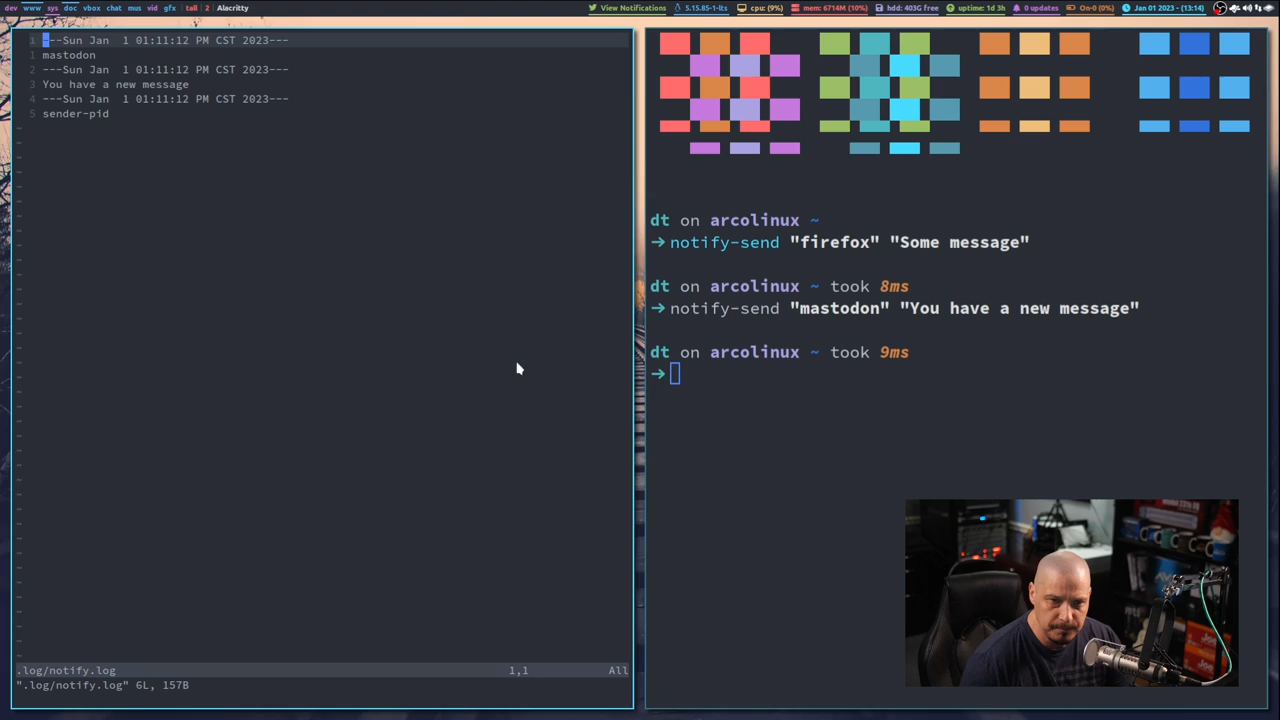 dev www sys doc vbox chat mus vid gfx | tall | 2 | Alacritty
View Notifications 5.15.85-1-lts cpu: (9%) mem: 6714M (10%) hdd: 403G free uptime: 1d 3h 0 updates On-0 (0%) Jan 01 2023 - (13:14)
1 ---Sun Jan 1 01:11:12 PM CST 2023---
1 mastodon
2 ---Sun Jan 1 01:11:12 PM CST 2023---
3 You have a new message
4 ---Sun Jan 1 01:11:12 PM CST 2023---
5 sender-pid
.log/notify.log 1,1 All
".log/notify.log" 6L, 157B
dt on arcolinux ~
➜ notify-send "firefox" "Some message"
dt on arcolinux ~ took 8ms
➜ notify-send "mastodon" "You have a new message"
dt on arcolinux ~ took 9ms
➜